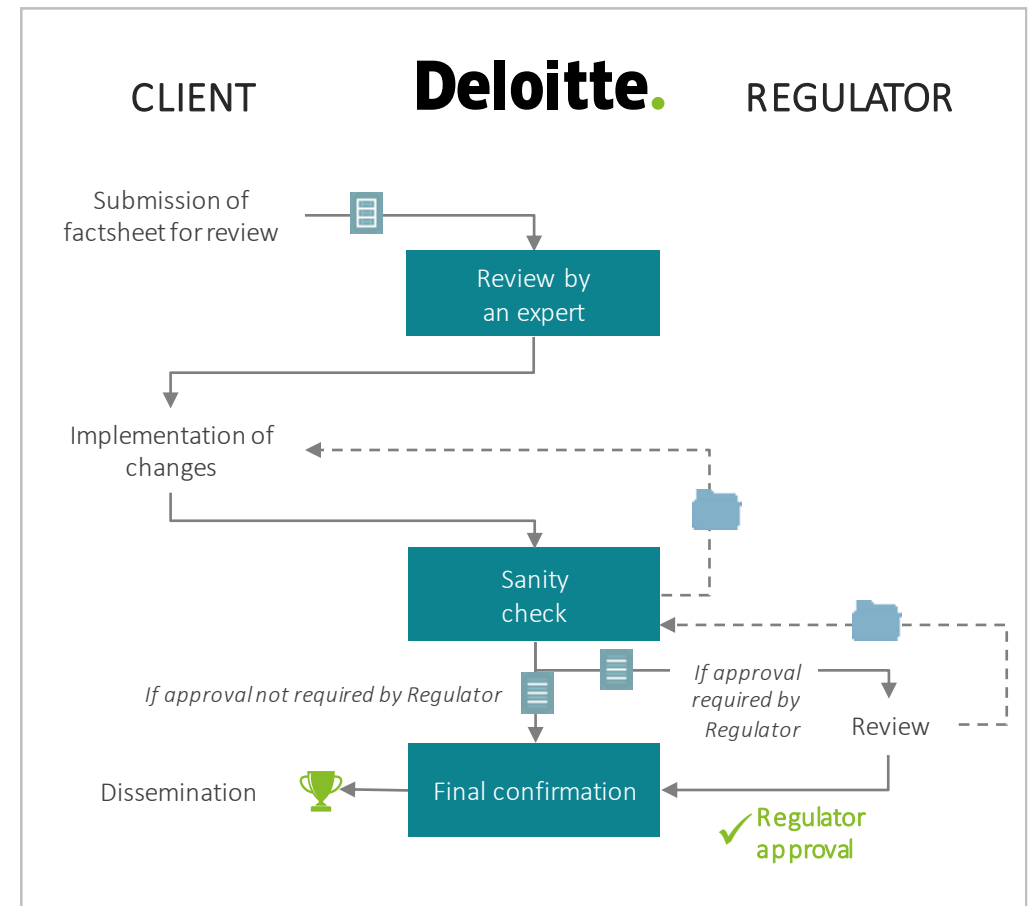 CLIENT
Deloitte.
REGULATOR
Submission of
factsheet for review
Review by
an expert
Implementation of
changes
Sanity
check
If approval not required by Regulator
If approval
required by
Regulator
Review
Dissemination
Final confirmation
Regulator
approval